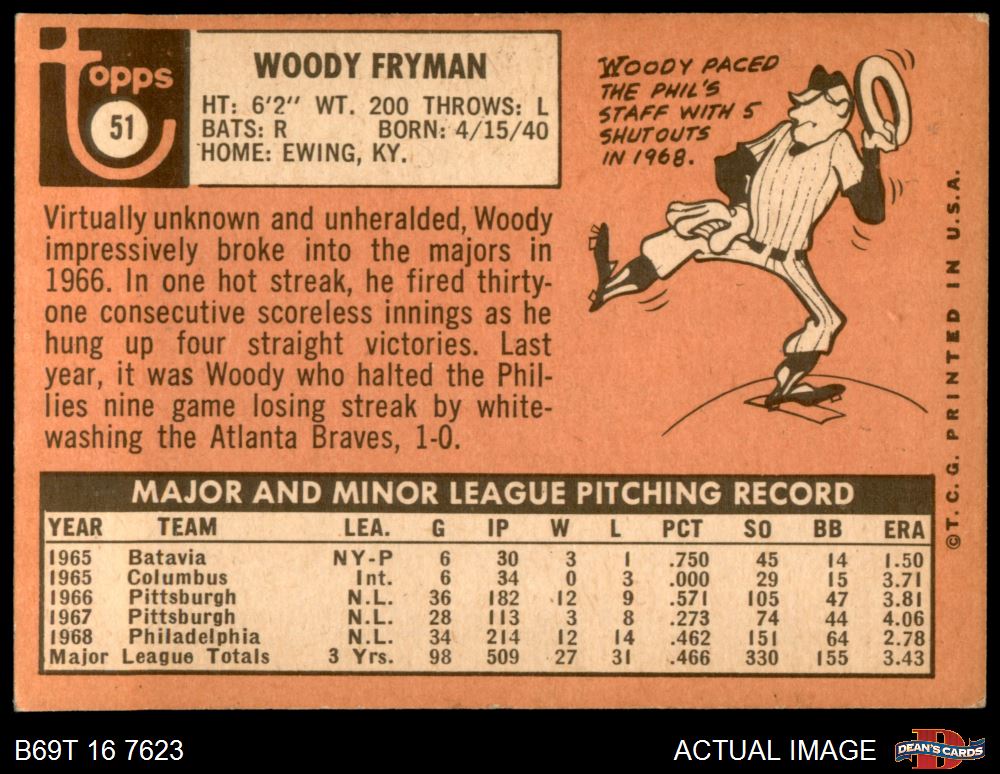 Topps
51
WOODY FRYMAN
HT: 6'2" WT. 200 THROWS: L
BATS: R BORN: 4/15/40
HOME: EWING, KY.
WOODY PACED
THE PHIL'S
STAFF WITH 5
SHUTOUTS
IN 1968.
Virtually unknown and unheralded, Woody
impressively broke into the majors in
1966. In one hot streak, he fired thirty-
one consecutive scoreless innings as he
hung up four straight victories. Last
year, it was Woody who halted the Phil-
lies nine game losing streak by white-
washing the Atlanta Braves, 1-0.
©T. C. G. PRINTED IN U.S.A.
MAJOR AND MINOR LEAGUE PITCHING RECORD
YEAR TEAM LEA. G IP W L PCT SO BB ERA
1965 Batavia NY-P 6 30 3 1 .750 45 14 1.50
1965 Columbus Int. 6 34 0 3 .000 29 15 3.71
1966 Pittsburgh N.L. 36 182 12 9 .571 105 47 3.81
1967 Pittsburgh N.L. 28 113 3 8 .273 74 44 4.06
1968 Philadelphia N.L. 34 214 12 14 .462 151 64 2.78
Major League Totals 3 Yrs. 98 509 27 31 .466 330 155 3.43
B69T 16 7623
ACTUAL IMAGE
D
DEAN'S CARDS